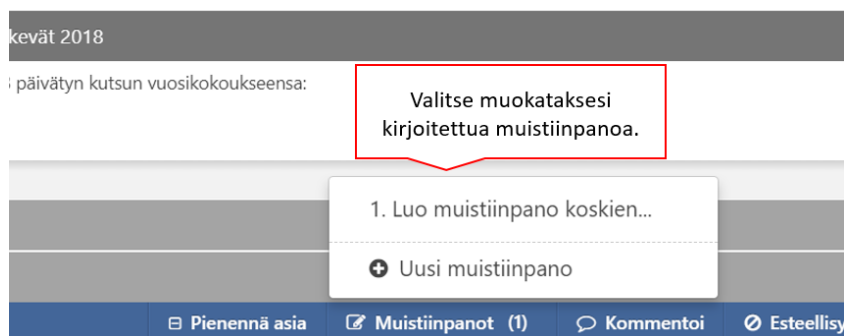 kevät 2018
päivätyn kutsun vuosikokoukseensa:
Valitse muokataksesi
kirjoitettua muistiinpanoa.
1. Luo muistiinpano koskien...
Uusi muistiinpano
Pienennä asia Muistiinpanot (1) Kommentoi Esteellisy